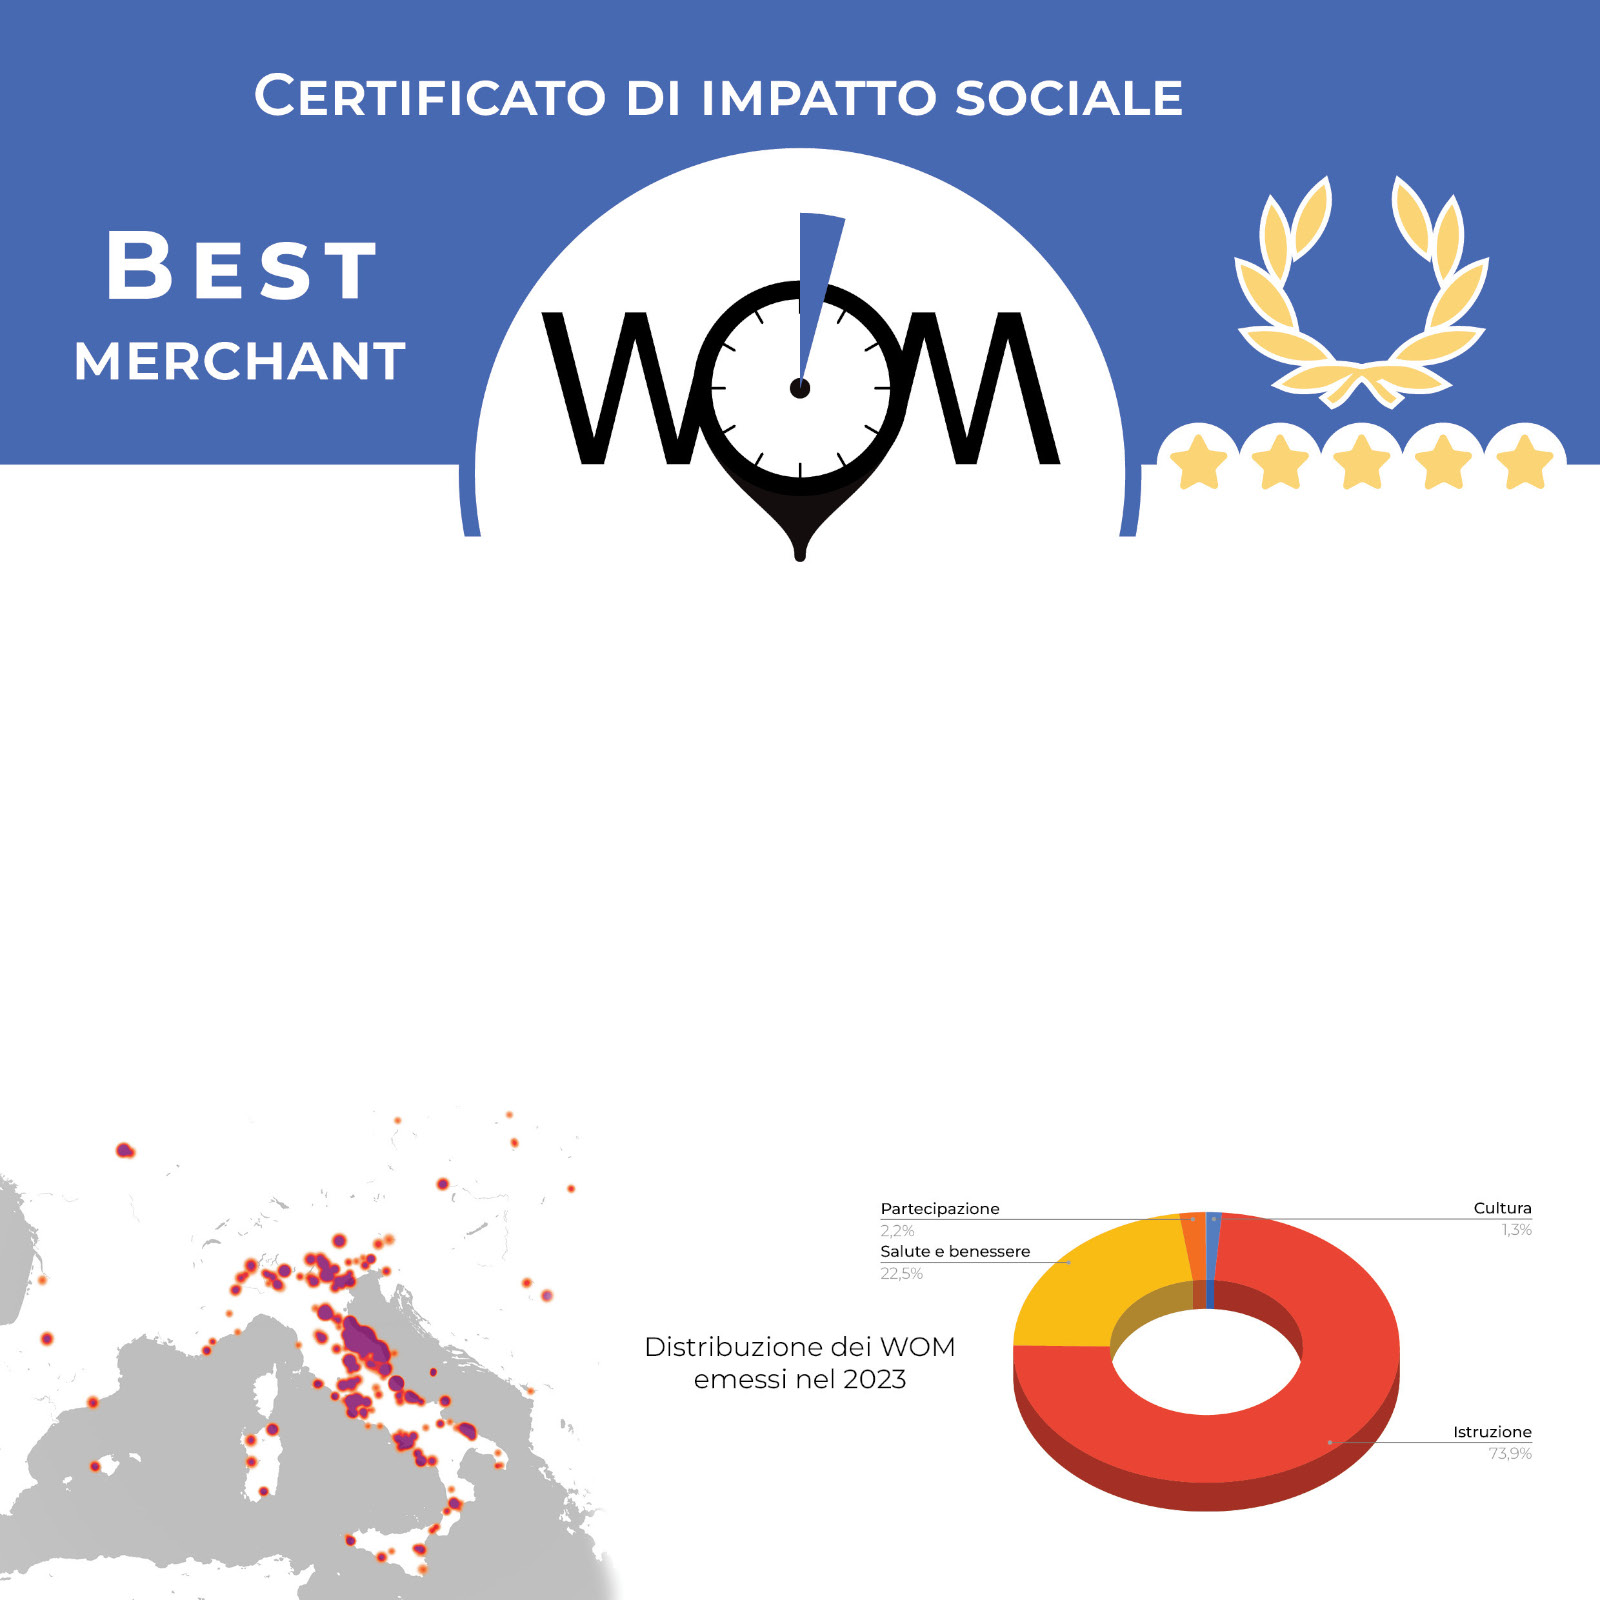 Certificato di impatto sociale
Best
merchant
WOM
Partecipazione
2,2%
Salute e benessere
22,5%
Cultura
1,3%
Distribuzione dei WOM
emessi nel 2023
Istruzione
73,9%